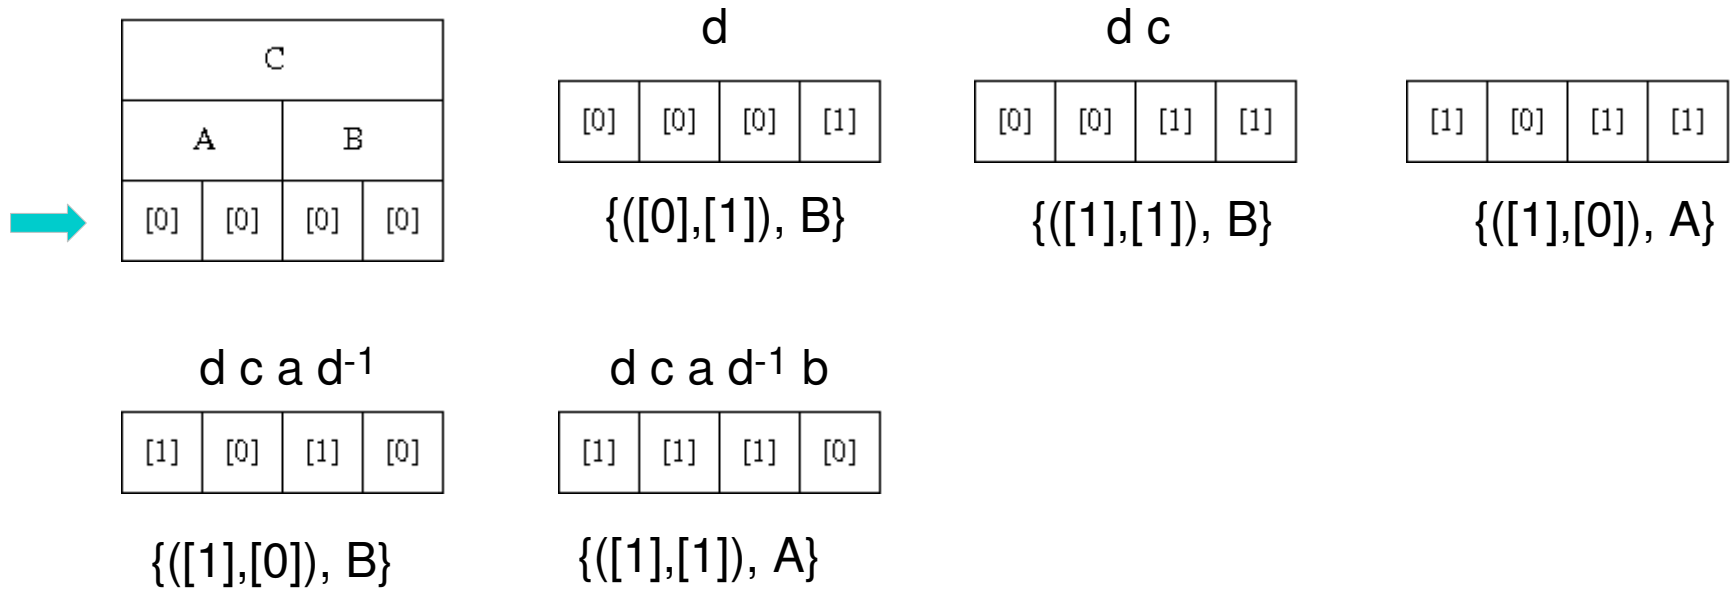 C
A B
[0] [0] [0] [0]
d
[0] [0] [0] [1]
{([0],[1]), B}
d c
[0] [0] [1] [1]
{([1],[1]), B}
[1] [0] [1] [1]
{([1],[0]), A}
d c a d-1
[1] [0] [1] [0]
{([1],[0]), B}
d c a d-1 b
[1] [1] [1] [0]
{([1],[1]), A}